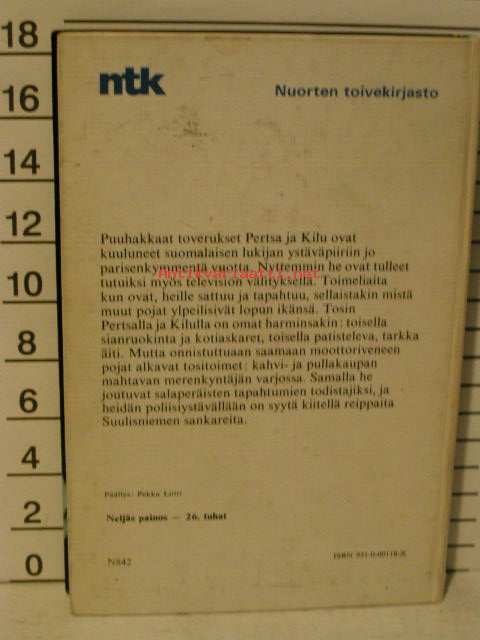 18
16
14
12
10
8
6
4
2
0
ntk
Nuorten toivekirjasto
Puuhakkaat toverukset Pertsa ja Kilu ovat
kuuluneet suomalaisen lukijan ystäväpiiriin jo
parisenkymmentä vuotta. Nyttemmin he ovat tulleet
tutuiksi myös television välityksellä. Toimeliaita
kun ovat, heille sattuu ja tapahtuu, sellaistakin mistä
muut pojat ylpeilisivät lopun ikänsä. Tosin
Pertsalla ja Kilulla on omat harminsakin: toisella
sianruokinta ja kotiaskaret, toisella patisteleva, tarkka
äiti. Mutta onnistuttuaan saamaan moottoriveneen
pojat alkavat tositoimet: kahvi- ja pullakaupan
mahtavan merenkyntäjän varjossa. Samalla he
joutuvat salaperäisten tapahtumien todistajiksi, ja
heidän poliisiystävällään on syytä kiitellä reippaita
Suulisniemen sankareita.
Päällys: Pekka
Neljäs painos — 26. tuhat
N842
ISBN 951-0-00118-X